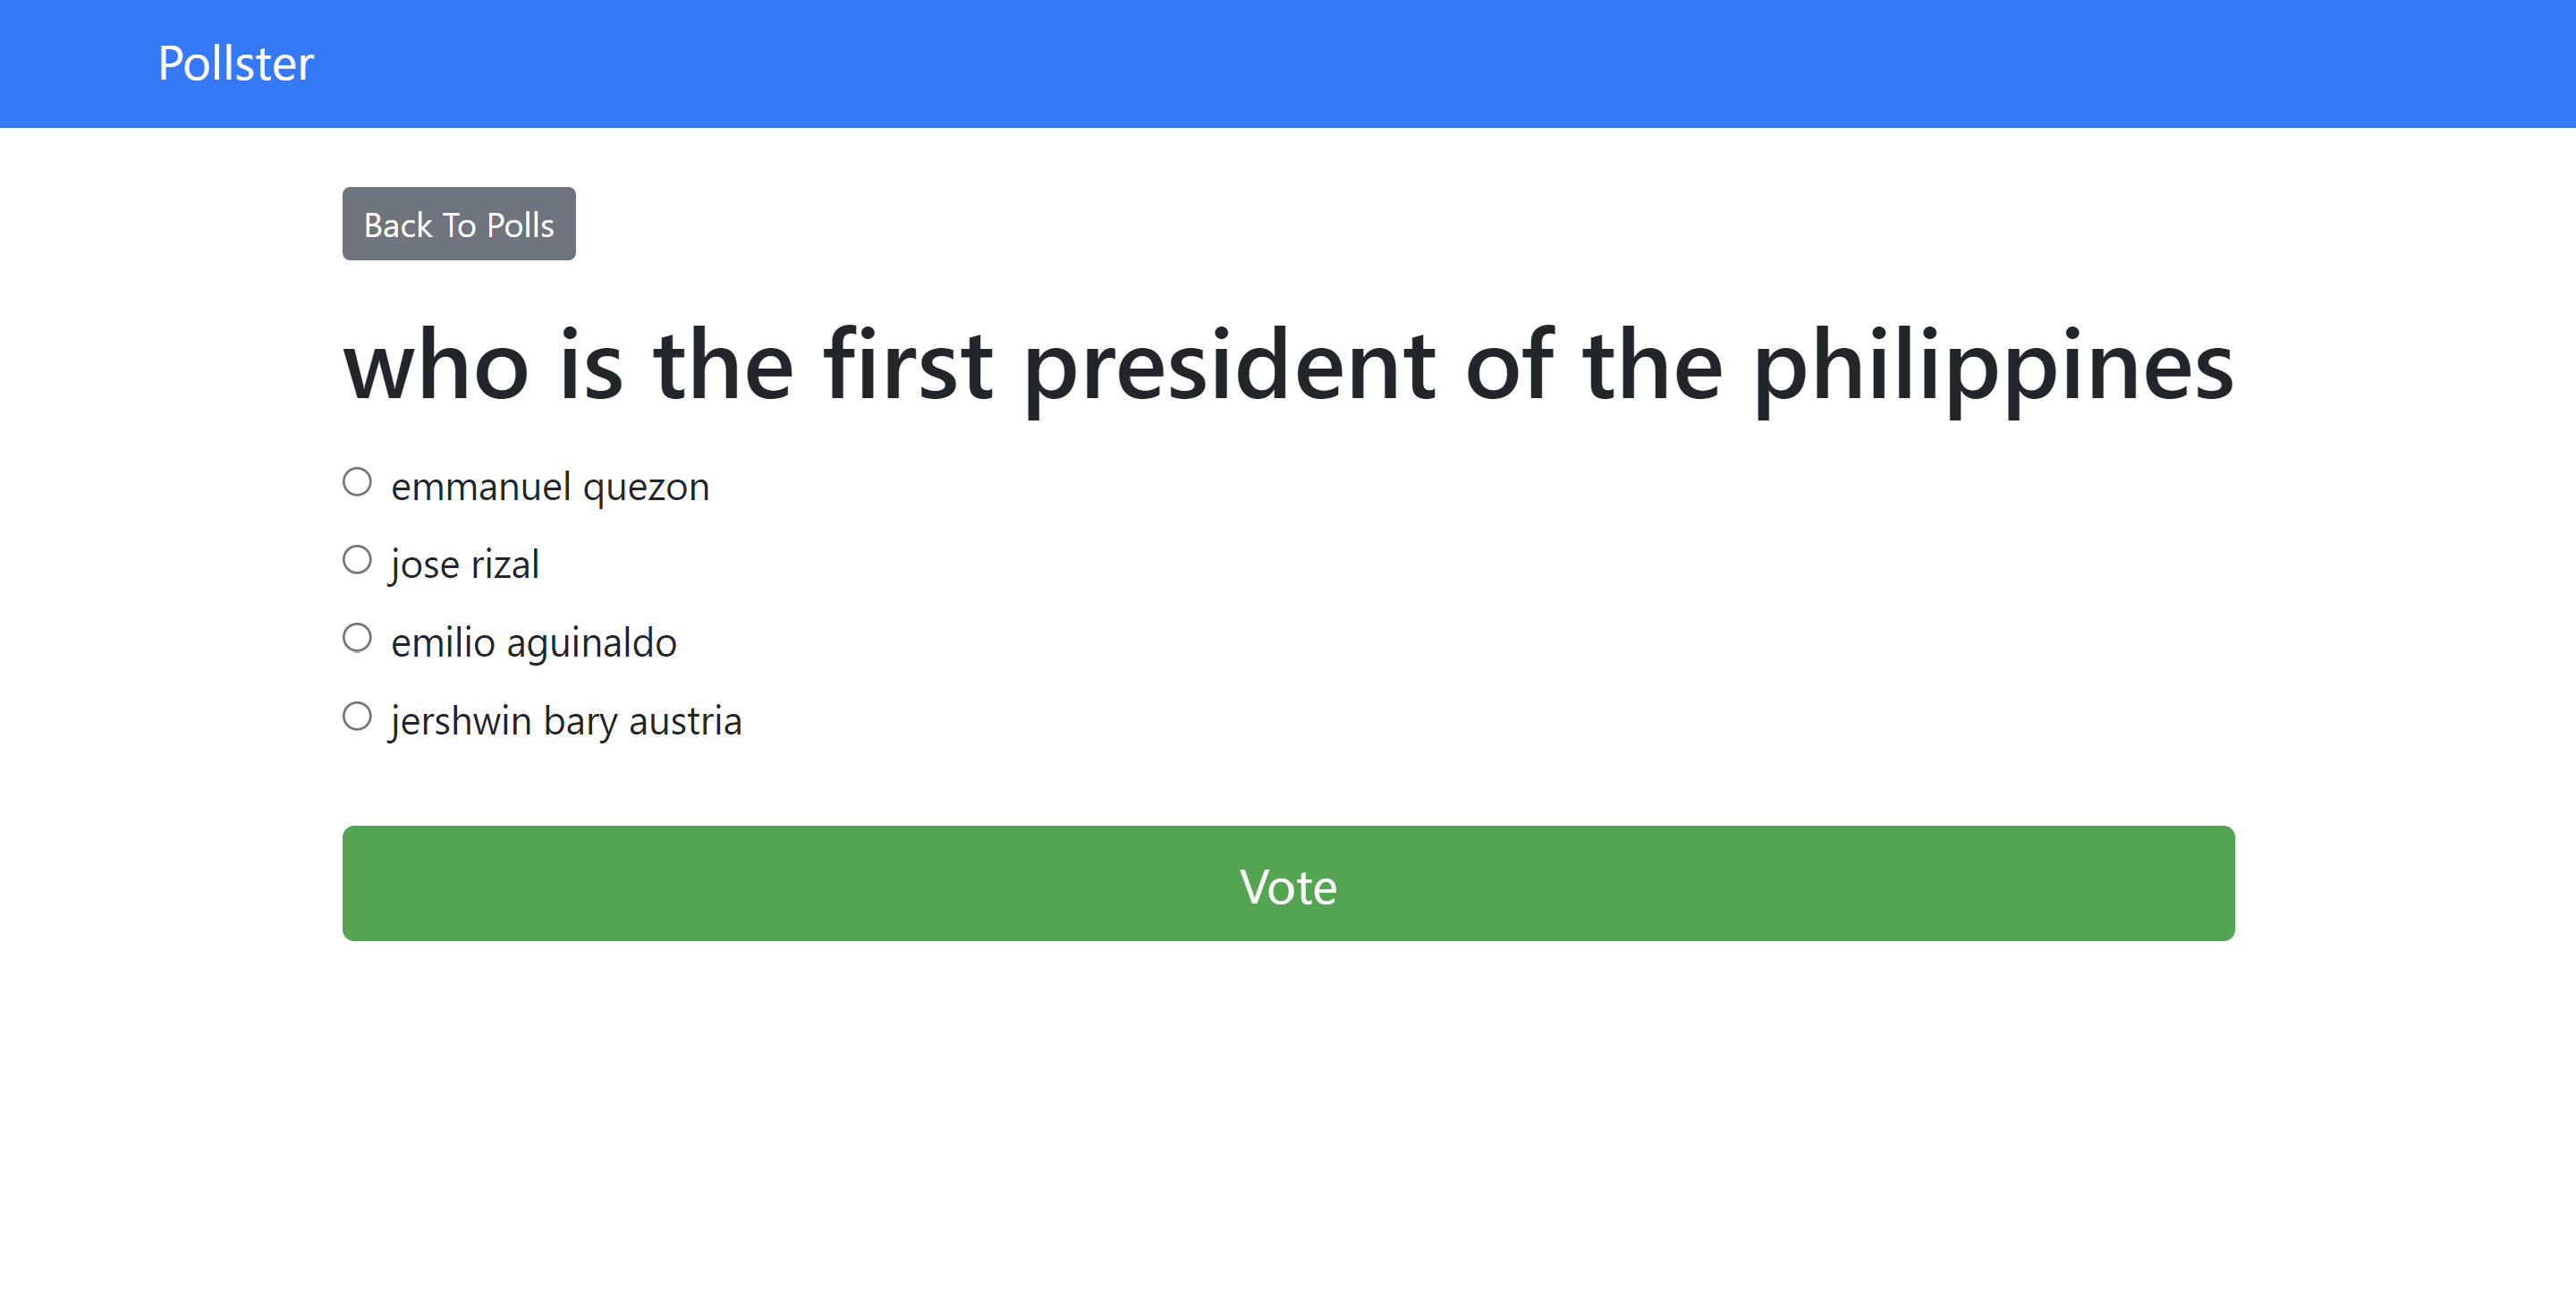 Pollster
Back To Polls
who is the first president of the philippines
emmanuel quezon
jose rizal
emilio aguinaldo
jershwin bary austria
Vote